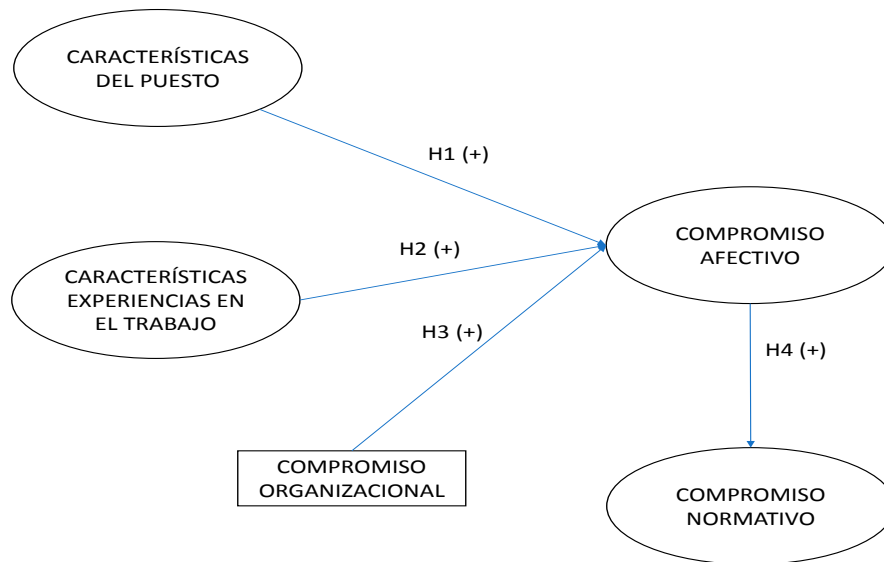 CARACTERÍSTICAS
DEL PUESTO
H1 (+)
COMPROMISO
AFECTIVO
H2 (+)
CARACTERÍSTICAS
EXPERIENCIAS EN
EL TRABAJO
H3 (+)
H4 (+)
COMPROMISO
ORGANIZACIONAL
COMPROMISO
NORMATIVO